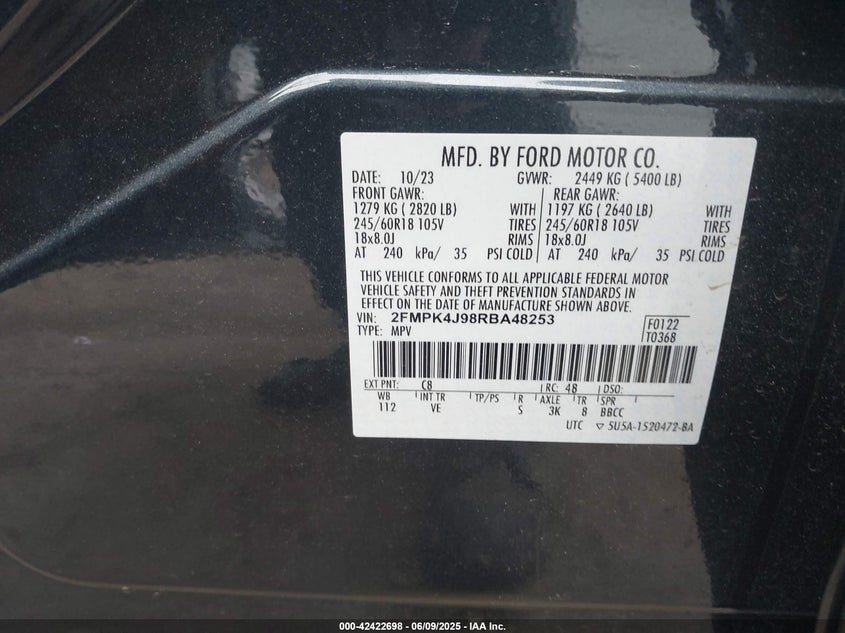 MFD. BY FORD MOTOR CO.
DATE: 10/23 GVWR: 2449 KG ( 5400 LB)
FRONT GAWR: REAR GAWR:
1279 KG ( 2820 LB) WITH 1197 KG ( 2640 LB) WITH
245/60R18 105V TIRES 245/60R18 105V TIRES
18x8.0J RIMS 18x8.0J RIMS
AT 240 kPa/ 35 PSI COLD AT 240 kPa/ 35 PSI COLD
THIS VEHICLE CONFORMS TO ALL APPLICABLE FEDERAL MOTOR
VEHICLE SAFETY AND THEFT PREVENTION STANDARDS IN
EFFECT ON THE DATE OF MANUFACTURE SHOWN ABOVE.
VIN: 2FMPK4J98RBA48253 F0122
TYPE: MPV T0368
EXT PNT: C8 RC: 48 DSO:
WB INT TR TP/PS R AXLE TR SPR
112 VE S 3K 8 BBCC
UTC ▽ 5U5A-1520472-BA
000-42422698 | 06/09/2025 - IAA Inc.